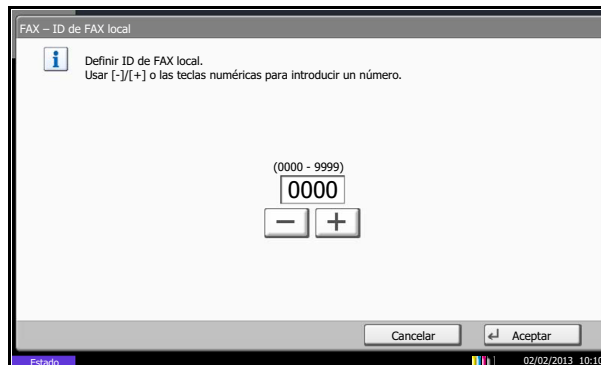 FAX – ID de FAX local
Definir ID de FAX local.
Usar [-]/[+] o las teclas numéricas para introducir un número.
(0000 - 9999)
0000
Cancelar
Aceptar
Estado
02/02/2013 10:10